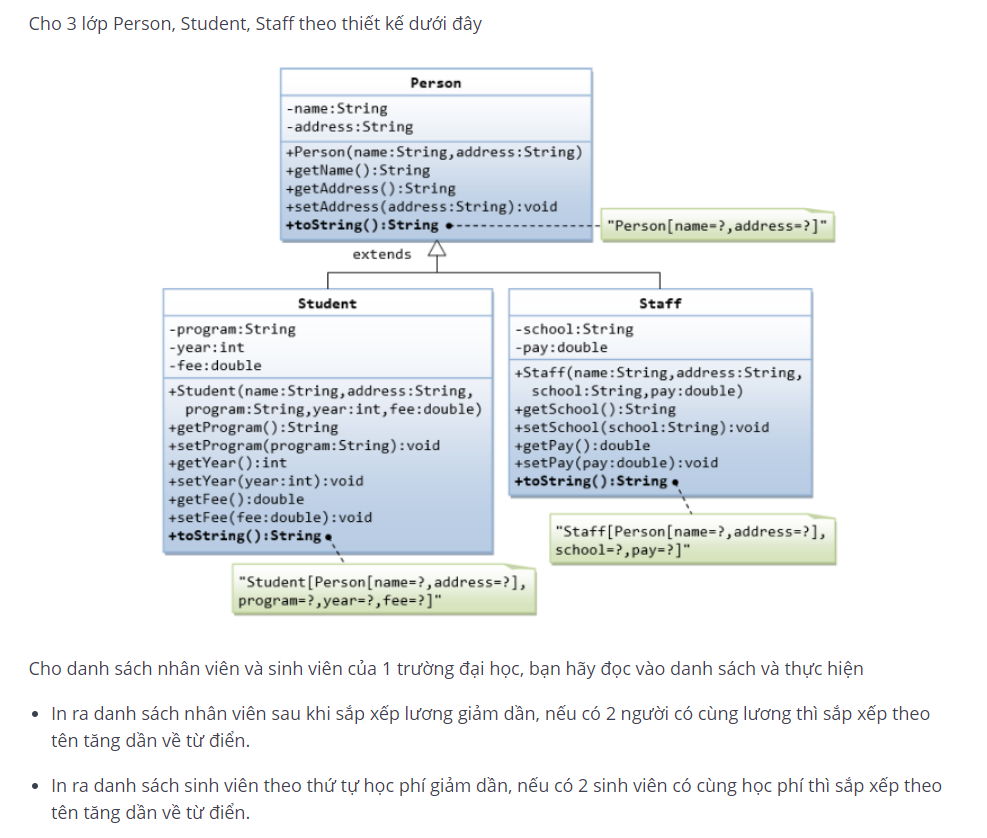 Cho 3 lớp Person, Student, Staff theo thiết kế dưới đây
Person
-name:String
-address:String
+Person(name:String,address:String)
+getName():String
+getAddress():String
+setAddress(address:String):void
+toString():String
"Person[name=?,address=?]"
extends
Student
-program:String
-year:int
-fee:double
+Student(name:String,address:String,
program:String,year:int,fee:double)
+getProgram():String
+setProgram(program:String):void
+getYear():int
+setYear(year:int):void
+getFee():double
+setFee(fee:double):void
+toString():String
"Student[Person[name=?,address=?],
program=?,year=?,fee=?]"
Staff
-school:String
-pay:double
+Staff(name:String,address:String,
school:String,pay:double)
+getSchool():String
+setSchool(school:String):void
+getPay():double
+setPay(pay:double):void
+toString():String
"Staff[Person[name=?,address=?],
school=?,pay=?]"
Cho danh sách nhân viên và sinh viên của 1 trường đại học, bạn hãy đọc vào danh sách và thực hiện
• In ra danh sách nhân viên sau khi sắp xếp lương giảm dần, nếu có 2 người có cùng lương thì sắp xếp theo
tên tăng dần về từ điển.
• In ra danh sách sinh viên theo thứ tự học phí giảm dần, nếu có 2 sinh viên có cùng học phí thì sắp xếp theo
tên tăng dần về từ điển.